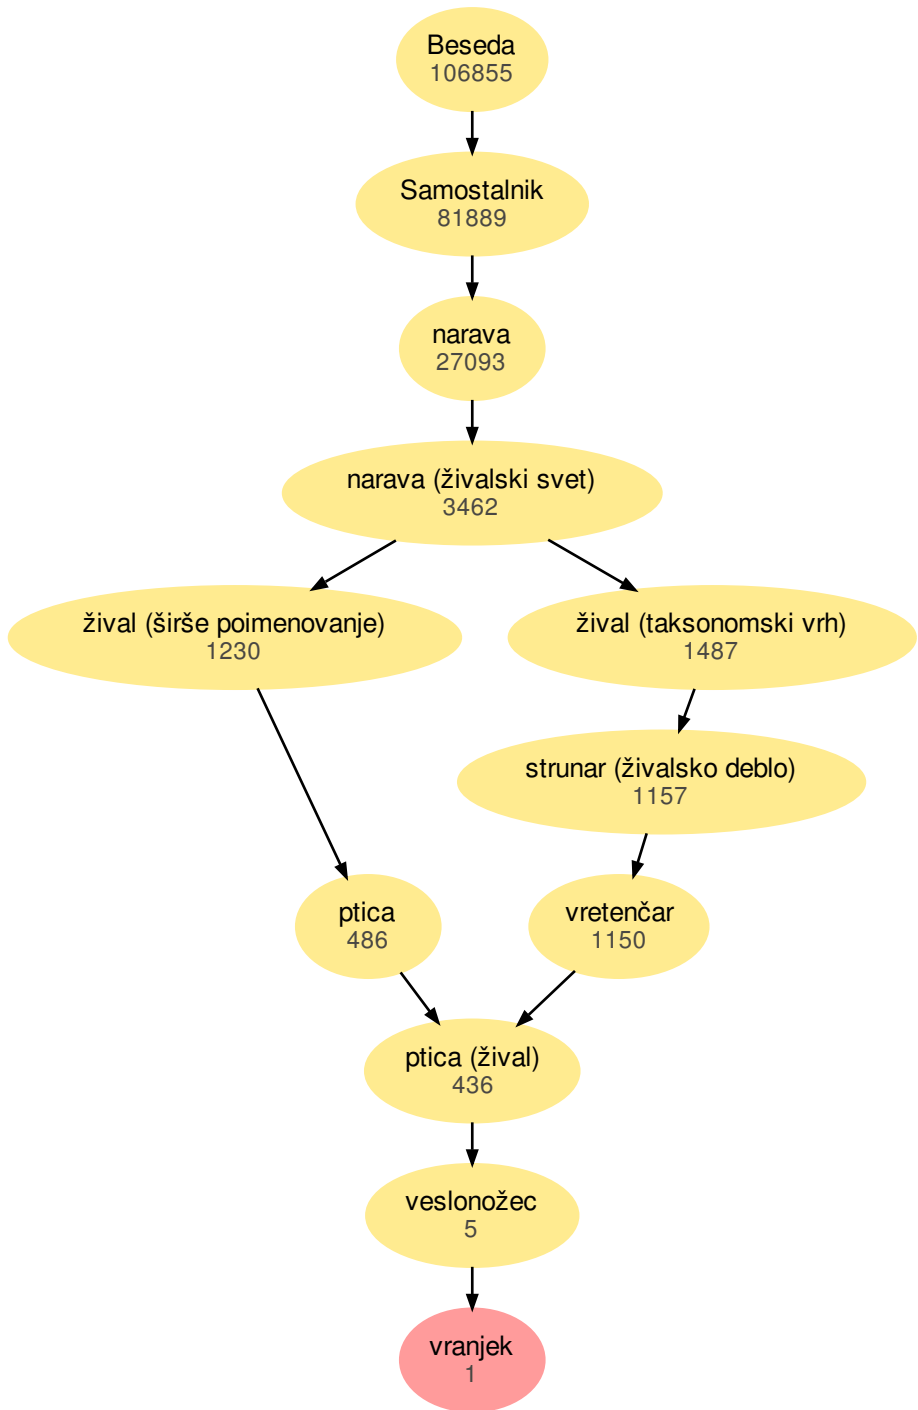 Beseda
106855
Samostalnik
81889
narava
27093
narava (živalski svet)
3462
žival (širše poimenovanje)
1230
žival (taksonomski vrh)
1487
strunar (živalsko deblo)
1157
ptica
486
vretenčar
1150
ptica (žival)
436
veslonožec
5
vranjek
1